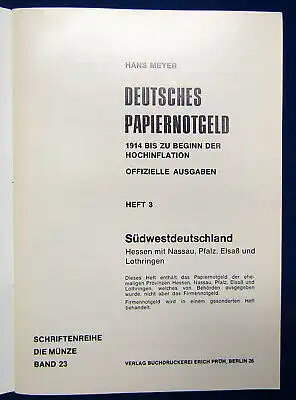 HANS MEYER
DEUTSCHES
PAPIERNOTGELD
1914 BIS ZU BEGINN DER
HOCHINFLATION
OFFIZIELLE AUSGABEN
HEFT 3
Südwestdeutschland
Hessen mit Nassau, Pfalz, Elsaß und
Lothringen
Dieses Heft enthält das Papiernotgeld der ehe-
maligen Provinzen Hessen, Nassau, Pfalz, Elsaß und
Lothringen, welches von Behörden ausgegeben
wurde, nicht aber das Firmennotgeld.
Firmennotgeld wird in einem gesonderten Heft
behandelt.
SCHRIFTENREIHE
DIE MÜNZE
BAND 23
VERLAG BUCHDRUCKEREI ERICH PRÖH, BERLIN 26